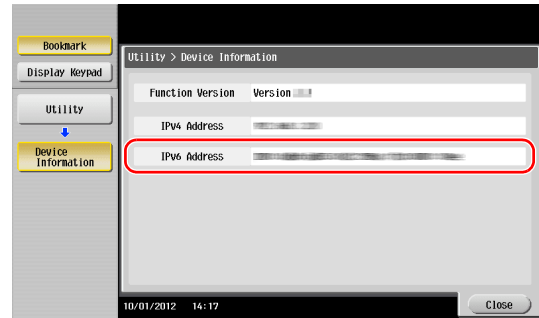 Bookmark
Display Keypad
Utility
Device
Information
Utility > Device Information
Function Version Version
IPv4 Address
IPv6 Address
10/01/2012 14:17
Close